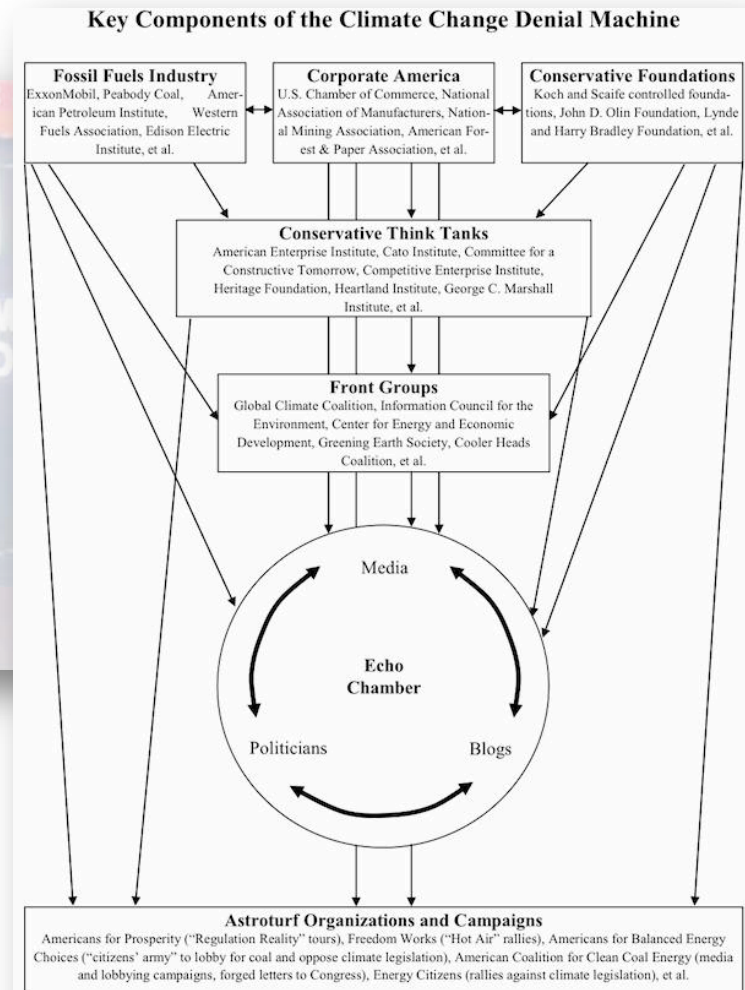 Key Components of the Climate Change Denial Machine
Fossil Fuels Industry
ExxonMobil, Peabody Coal, Amer-
ican Petroleum Institute, Western
Fuels Association, Edison Electric
Institute, et al.
Corporate America
U.S. Chamber of Commerce, National
Association of Manufacturers, Nation-
al Mining Association, American For-
est & Paper Association, et al.
Conservative Foundations
Koch and Scaife controlled founda-
tions, John D. Olin Foundation, Lynde
and Harry Bradley Foundation, et al.
Conservative Think Tanks
American Enterprise Institute, Cato Institute, Committee for a
Constructive Tomorrow, Competitive Enterprise Institute,
Heritage Foundation, Heartland Institute, George C. Marshall
Institute, et al.
Front Groups
Global Climate Coalition, Information Council for the
Environment, Center for Energy and Economic
Development, Greening Earth Society, Cooler Heads
Coalition, et al.
Media
Echo
Chamber
Politicians
Blogs
Astroturf Organizations and Campaigns
Americans for Prosperity (“Regulation Reality” tours), Freedom Works (“Hot Air” rallies), Americans for Balanced Energy
Choices (“citizens’ army” to lobby for coal and oppose climate legislation), American Coalition for Clean Coal Energy (media
and lobbying campaigns, forged letters to Congress), Energy Citizens (rallies against climate legislation), et al.